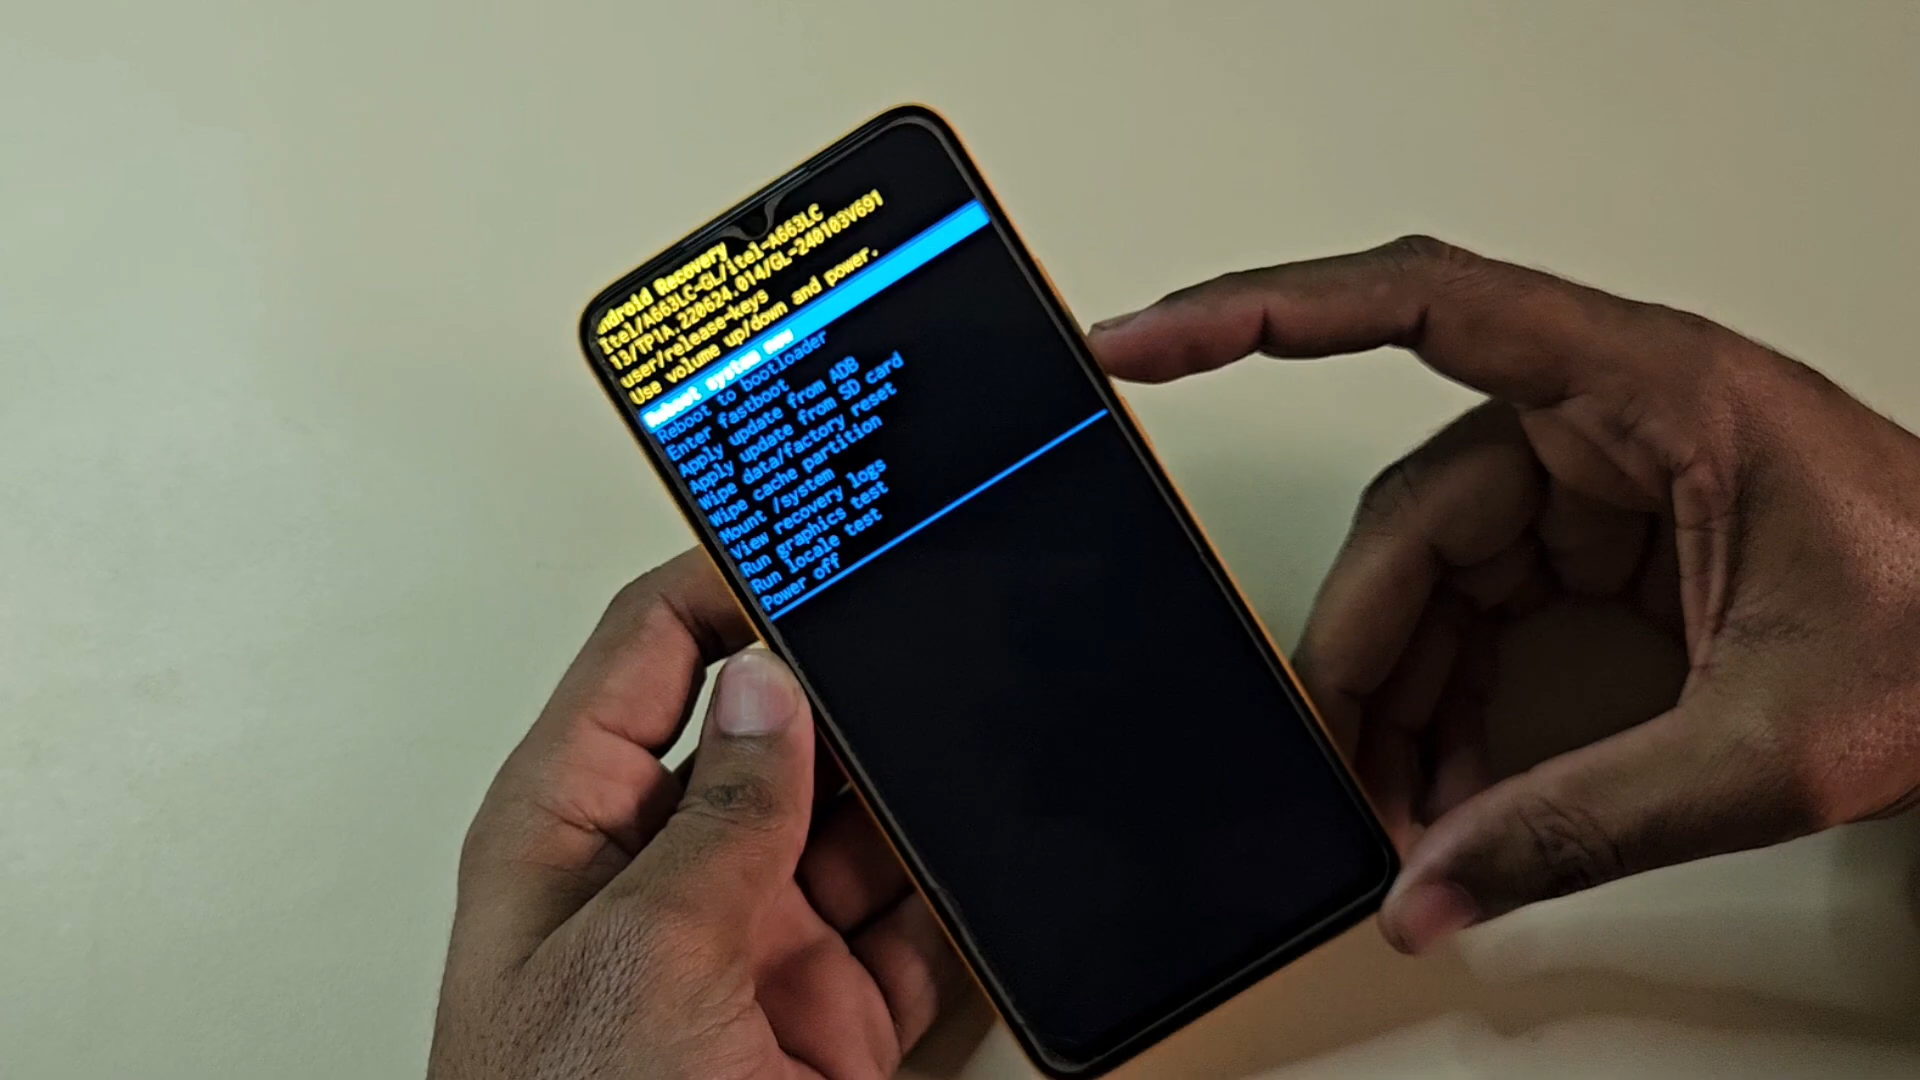 Android Recovery
Itel/A663LC-GL/itel-A663LC
13/TP1A.220624.014/GL-240103V691
user/release-keys
Use volume up/down and power.
Reboot system now
Reboot to bootloader
Enter fastboot
Apply update from ADB
Apply update from SD card
Wipe data/factory reset
Wipe cache partition
Mount /system
View recovery logs
Run graphics test
Run locale test
Power off